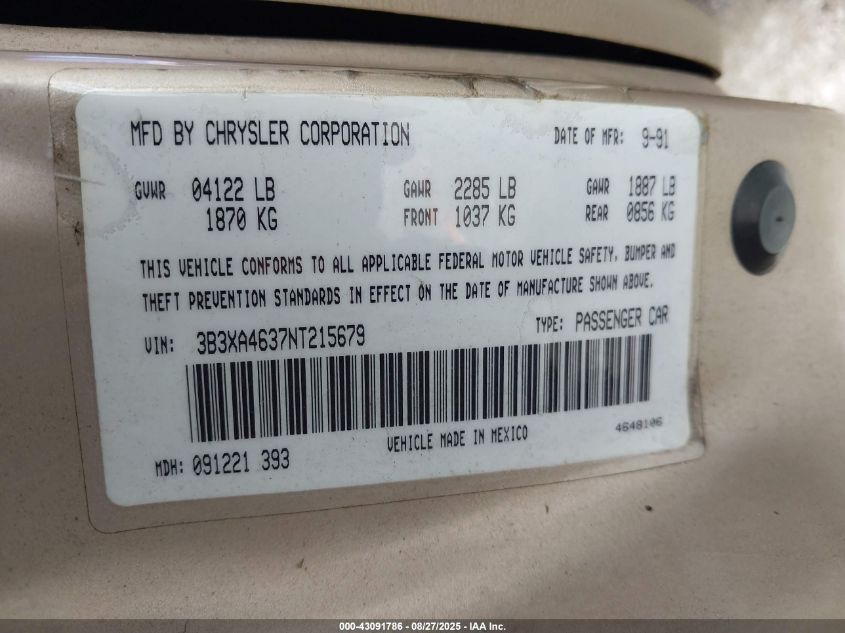 MFD BY CHRYSLER CORPORATION DATE OF MFR: 9-91
GVWR 04122 LB GAWR 2285 LB GAWR 1887 LB
1870 KG FRONT 1037 KG REAR 0856 KG
THIS VEHICLE CONFORMS TO ALL APPLICABLE FEDERAL MOTOR VEHICLE SAFETY, BUMPER AND
THEFT PREVENTION STANDARDS IN EFFECT ON THE DATE OF MANUFACTURE SHOWN ABOVE.
VIN: 3B3XA4637NT215679 TYPE: PASSENGER CAR
VEHICLE MADE IN MEXICO 4648106
MDH: 091221 393
000-43091786 - 08/27/2025 - IAA Inc.